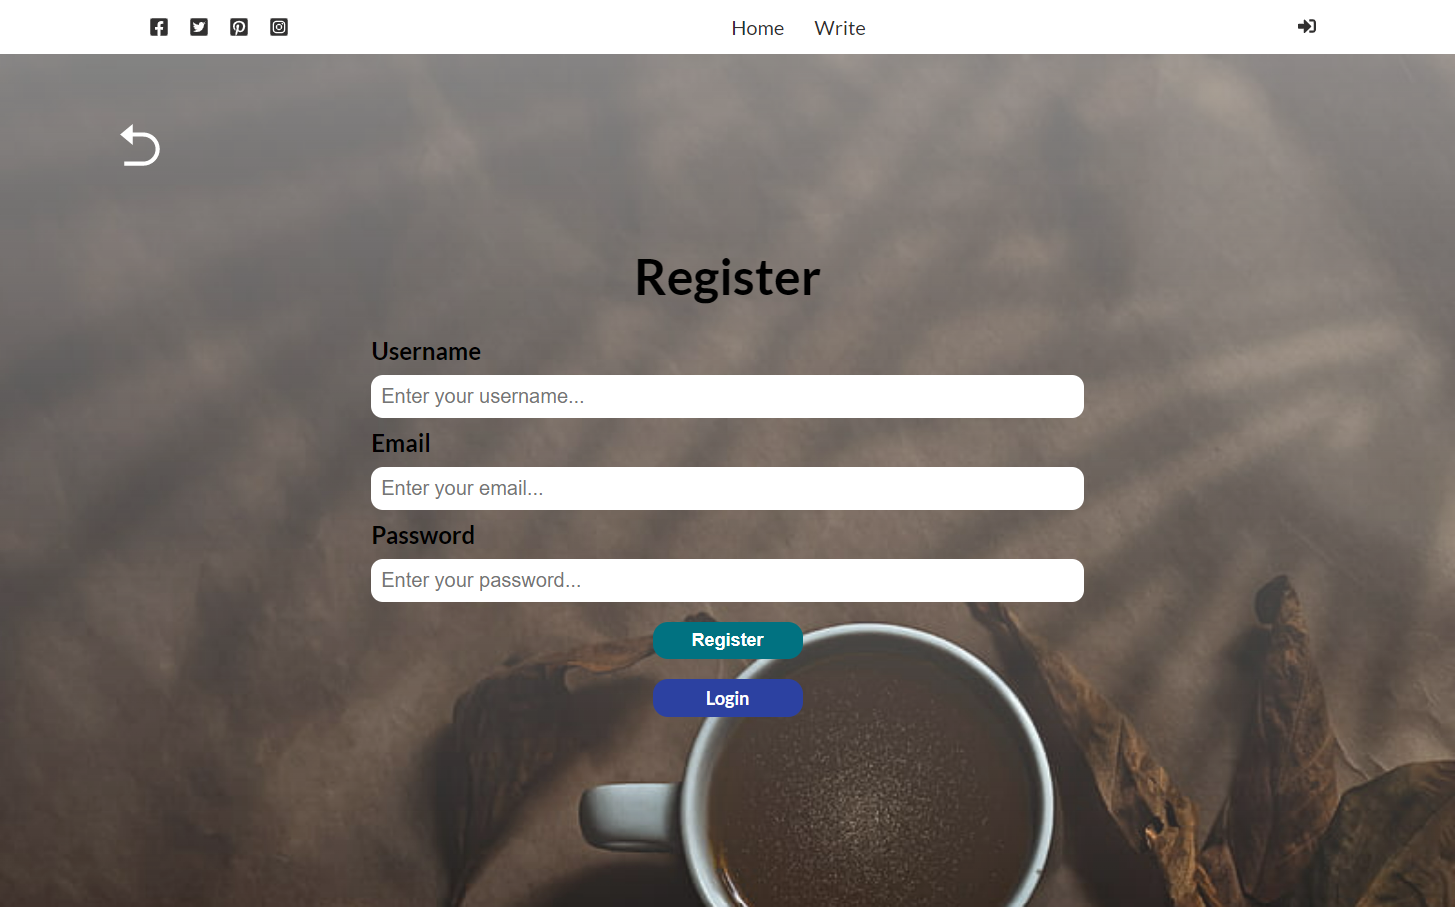 Home Write
Register
Username
Enter your username...
Email
Enter your email...
Password
Enter your password...
Register
Login